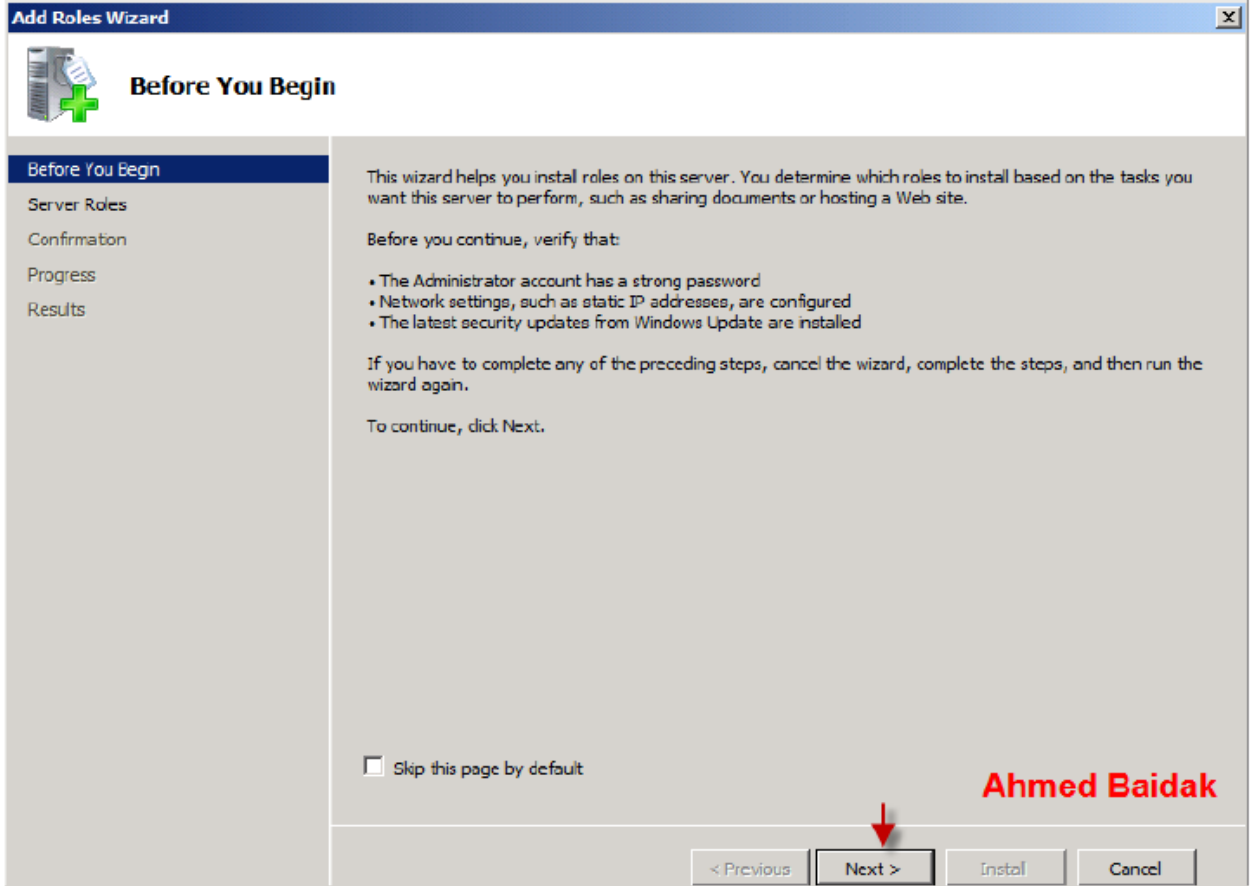 Add Roles Wizard
Before You Begin
Before You Begin
Server Roles
Confirmation
Progress
Results
This wizard helps you install roles on this server. You determine which roles to install based on the tasks you
want this server to perform, such as sharing documents or hosting a Web site.
Before you continue, verify that:
• The Administrator account has a strong password
• Network settings, such as static IP addresses, are configured
• The latest security updates from Windows Update are installed
If you have to complete any of the preceding steps, cancel the wizard, complete the steps, and then run the
wizard again.
To continue, click Next.
Skip this page by default
Ahmed Baidak
< Previous
Next >
Install
Cancel